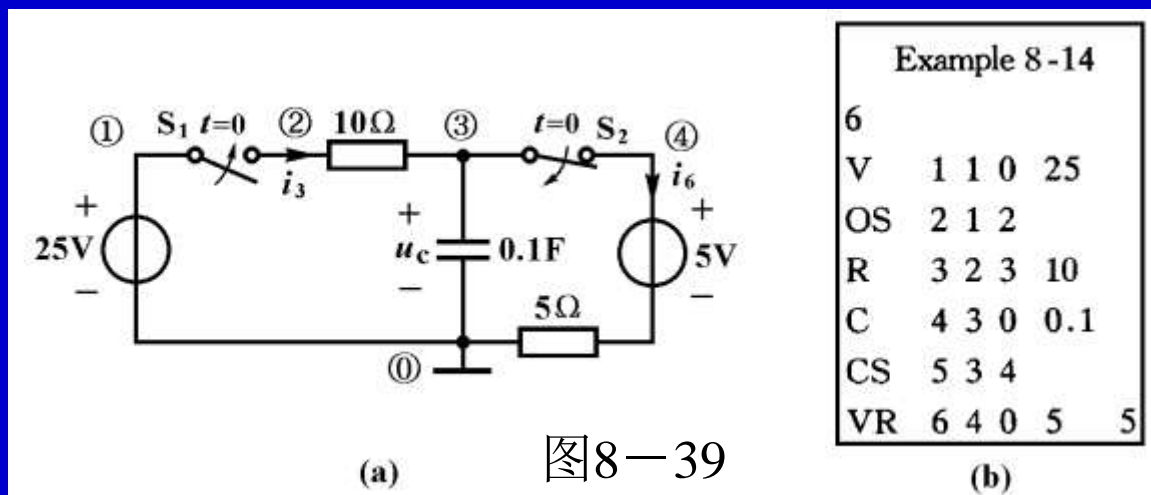 ① S₁ t=0 ② 10Ω ③ t=0 S₂ ④
i₃ i₆
+ + +
25V u_c 0.1F 5V
− − −
5Ω
⓪
(a)
图8－39
Example 8-14
6
V 1 1 0 25
OS 2 1 2
R 3 2 3 10
C 4 3 0 0.1
CS 5 3 4
VR 6 4 0 5 5
(b)